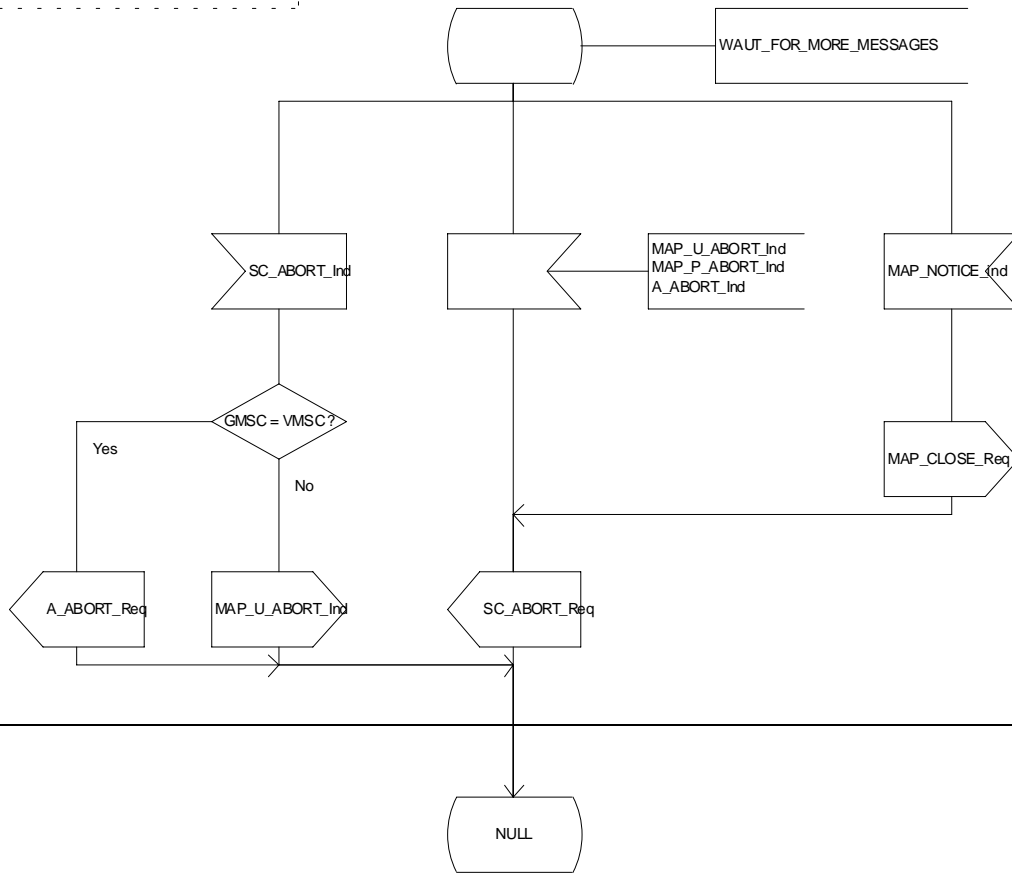 WAUT_FOR_MORE_MESSAGES
SC_ABORT_Ind
MAP_U_ABORT_Ind
MAP_P_ABORT_Ind
A_ABORT_Ind
MAP_NOTICE_Ind
GMSC = VMSC?
Yes
No
MAP_CLOSE_Req
A_ABORT_Req
MAP_U_ABORT_Ind
SC_ABORT_Req
NULL